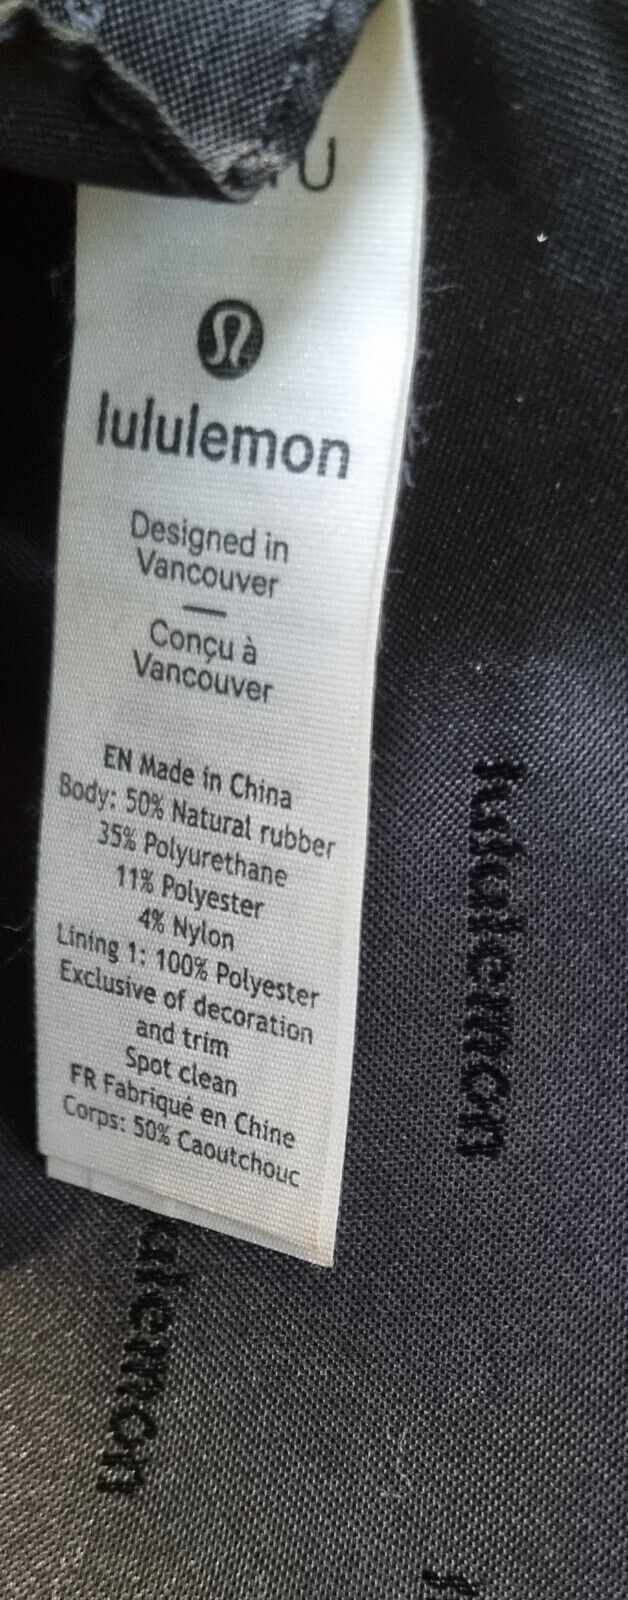 lululemon
Designed in
Vancouver
Conçu à
Vancouver
EN Made in China
Body: 50% Natural rubber
35% Polyurethane
11% Polyester
4% Nylon
Lining 1: 100% Polyester
Exclusive of decoration
and trim
Spot clean
FR Fabriqué en Chine
Corps: 50% Caoutchouc
lululemon
ulemon